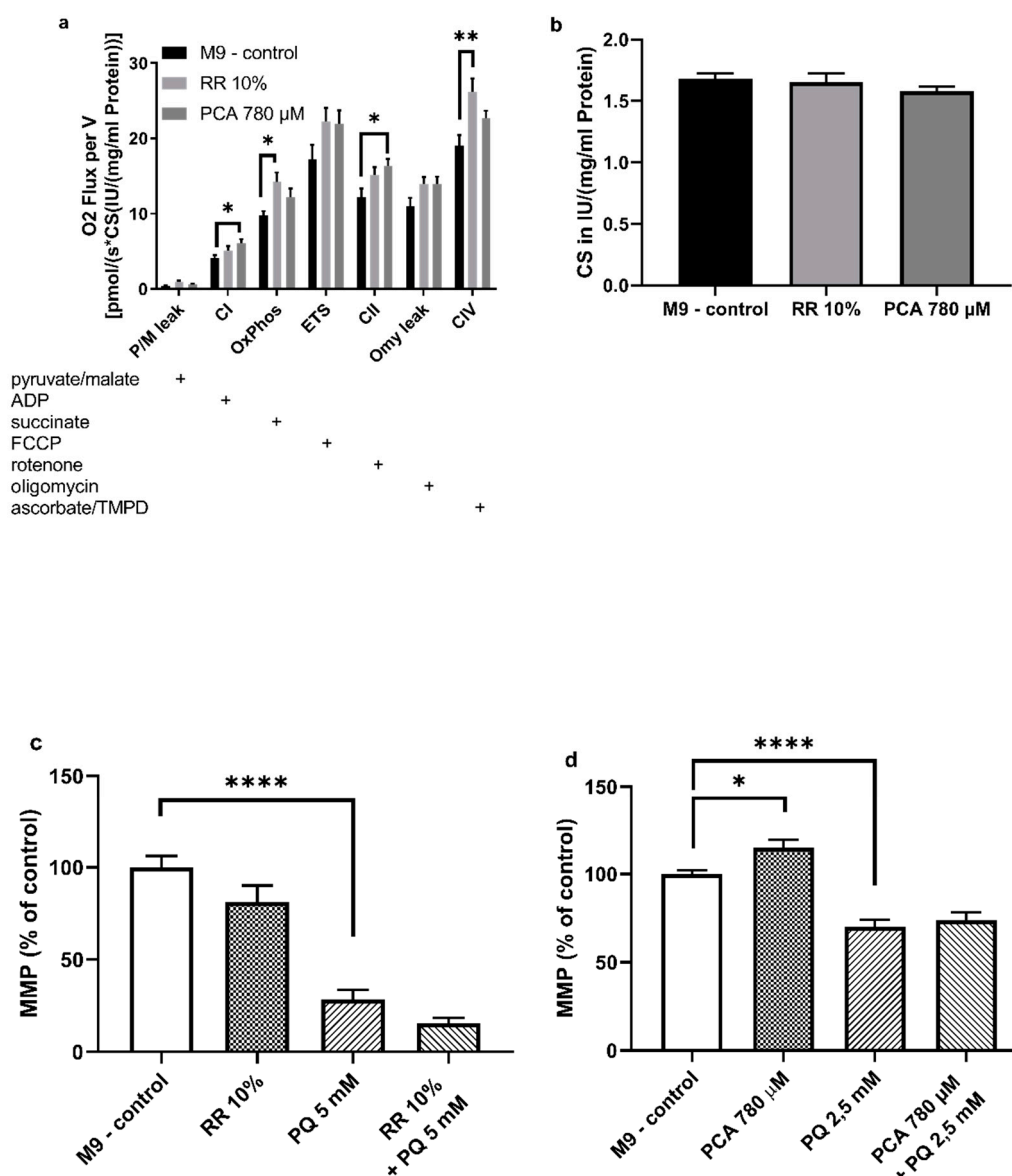 a
M9 - control
RR 10%
PCA 780 µM
O2 Flux per V
[pmol/(s*CS(IU/(mg/ml Protein))]
30
20
10
0
*
*
*
**
P/M leak
CI
OxPhos
ETS
CII
Omy leak
CIV
pyruvate/malate +
ADP +
succinate +
FCCP +
rotenone +
oligomycin +
ascorbate/TMPD +
b
CS in IU/(mg/ml Protein)
2.0
1.5
1.0
0.5
0.0
M9 - control
RR 10%
PCA 780 µM
c
MMP (% of control)
150
100
50
0
****
M9 - control
RR 10%
PQ 5 mM
RR 10%
+ PQ 5 mM
d
MMP (% of control)
150
100
50
0
****
*
M9 - control
PCA 780 µM
PQ 2,5 mM
PCA 780 µM
+ PQ 2,5 mM